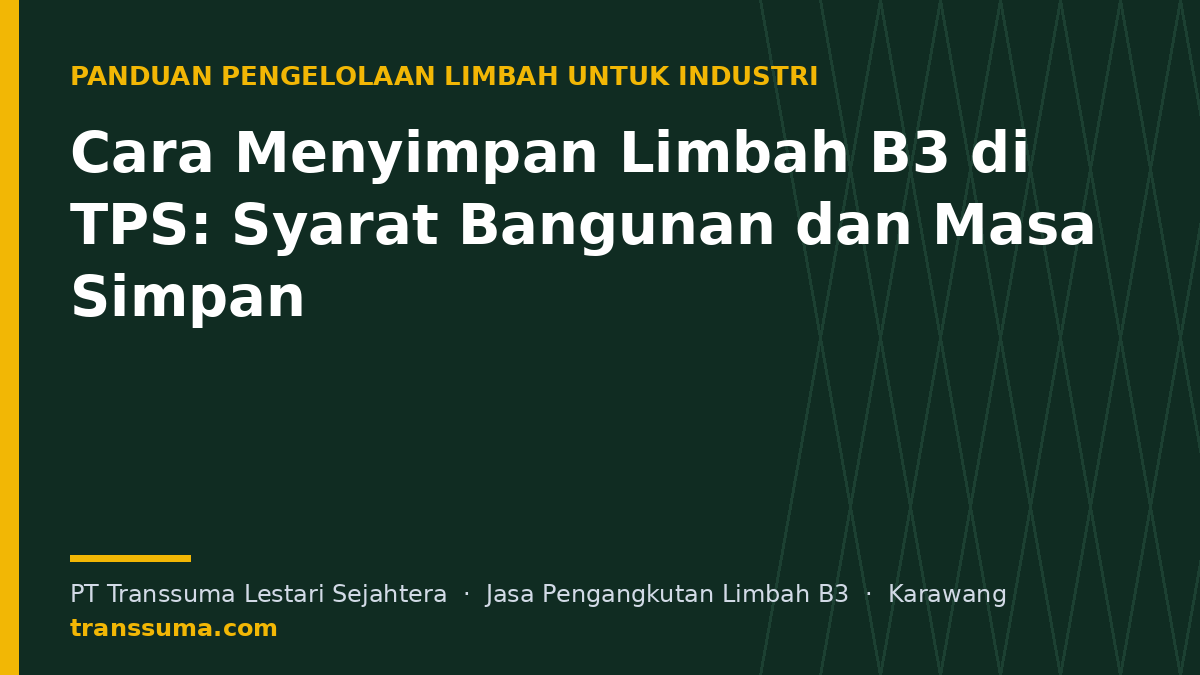 PANDUAN PENGELOLAAN LIMBAH UNTUK INDUSTRI
Cara Menyimpan Limbah B3 di
TPS: Syarat Bangunan dan Masa
Simpan
PT Transsuma Lestari Sejahtera · Jasa Pengangkutan Limbah B3 · Karawang
transsuma.com